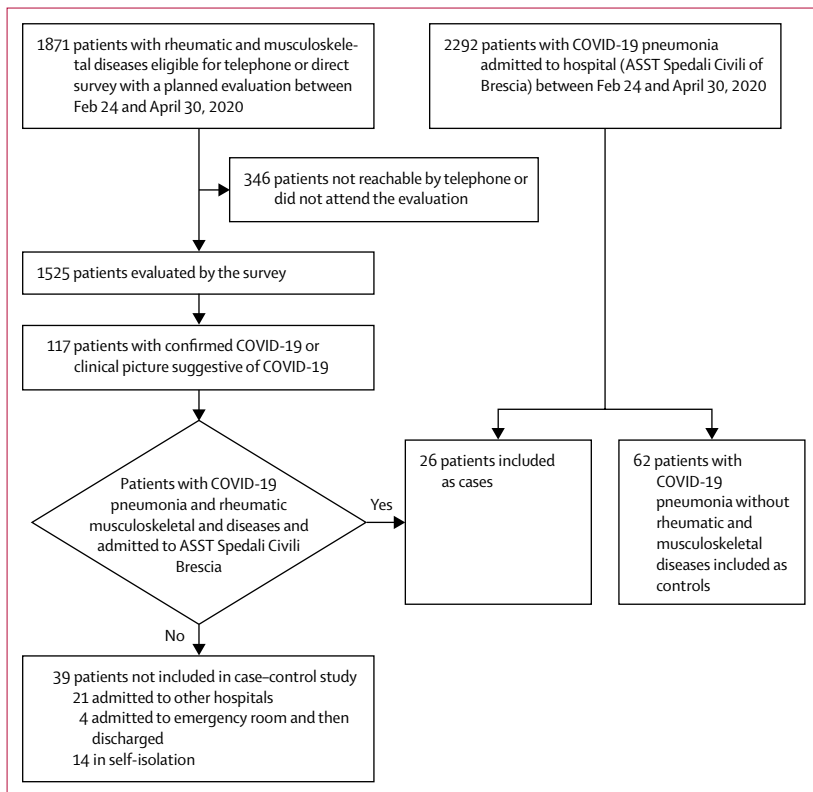 1871 patients with rheumatic and musculoske-
tal diseases eligible for telephone or direct
survey with a planned evaluation between
Feb 24 and April 30, 2020
2292 patients with COVID-19 pneumonia
admitted to hospital (ASST Spedali Civili of
Brescia) between Feb 24 and April 30, 2020
346 patients not reachable by telephone or
did not attend the evaluation
1525 patients evaluated by the survey
117 patients with confirmed COVID-19 or
clinical picture suggestive of COVID-19
Patients with COVID-19
pneumonia and rheumatic
musculoskeletal and diseases and
admitted to ASST Spedali Civili
Brescia
Yes
26 patients included
as cases
62 patients with
COVID-19
pneumonia without
rheumatic and
musculoskeletal
diseases included as
controls
No
39 patients not included in case–control study
21 admitted to other hospitals
4 admitted to emergency room and then
discharged
14 in self-isolation